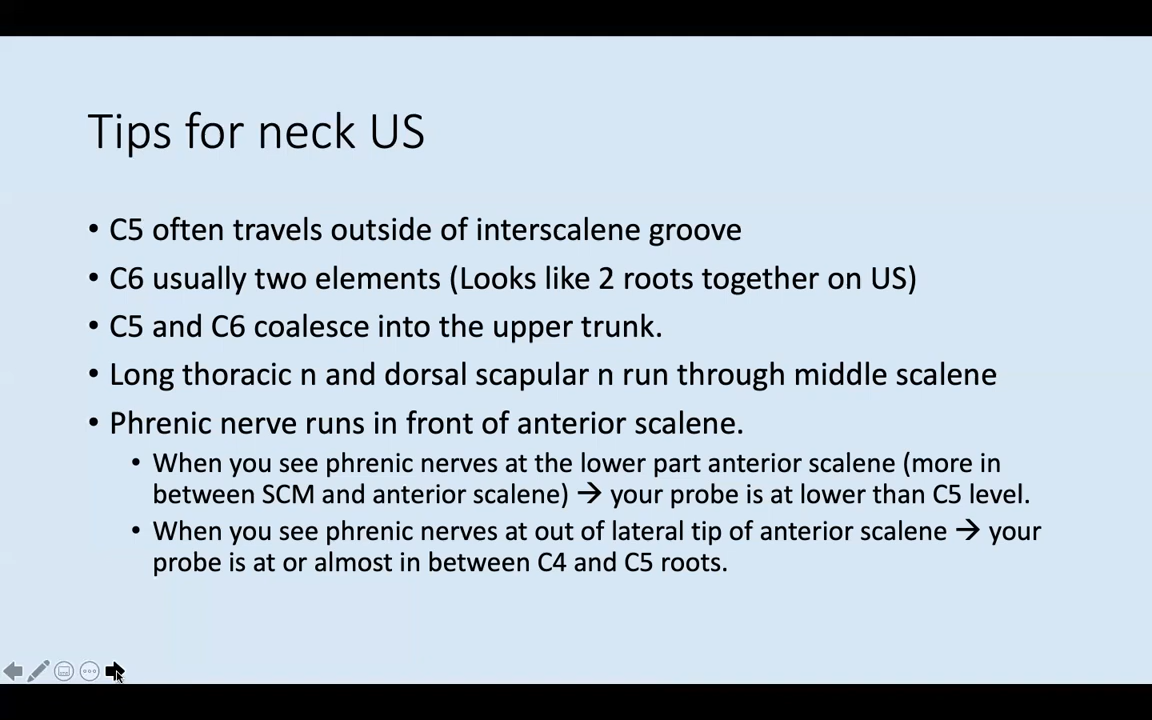 Tips for neck US
• C5 often travels outside of interscalene groove
• C6 usually two elements (Looks like 2 roots together on US)
• C5 and C6 coalesce into the upper trunk.
• Long thoracic n and dorsal scapular n run through middle scalene
• Phrenic nerve runs in front of anterior scalene.
• When you see phrenic nerves at the lower part anterior scalene (more in
between SCM and anterior scalene) → your probe is at lower than C5 level.
• When you see phrenic nerves at out of lateral tip of anterior scalene → your
probe is at or almost in between C4 and C5 roots.